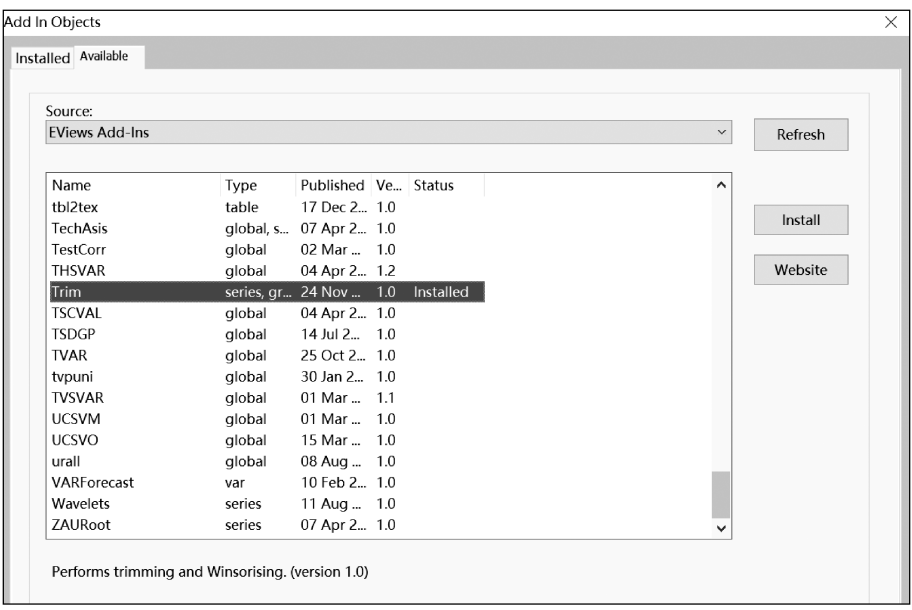 Add In Objects
Installed Available
Source:
EViews Add-Ins
Refresh
Name Type Published Ve... Status
tbl2tex table 17 Dec 2... 1.0
TechAsis global, s... 07 Apr 2... 1.0
Install
TestCorr global 02 Mar ... 1.0
THSVAR global 04 Apr 2... 1.2
Website
Trim series, gr... 24 Nov ... 1.0 Installed
TSCVAL global 04 Apr 2... 1.0
TSDGP global 14 Jul 2... 1.0
TVAR global 25 Oct 2... 1.0
tvpuni global 30 Jan 2... 1.0
TVSVAR global 01 Mar ... 1.1
UCSVM global 01 Mar ... 1.0
UCSVO global 15 Mar ... 1.0
urall global 08 Aug ... 1.0
VARForecast var 10 Feb 2... 1.0
Wavelets series 11 Aug ... 1.0
ZAURoot series 07 Apr 2... 1.0
Performs trimming and Winsorising. (version 1.0)